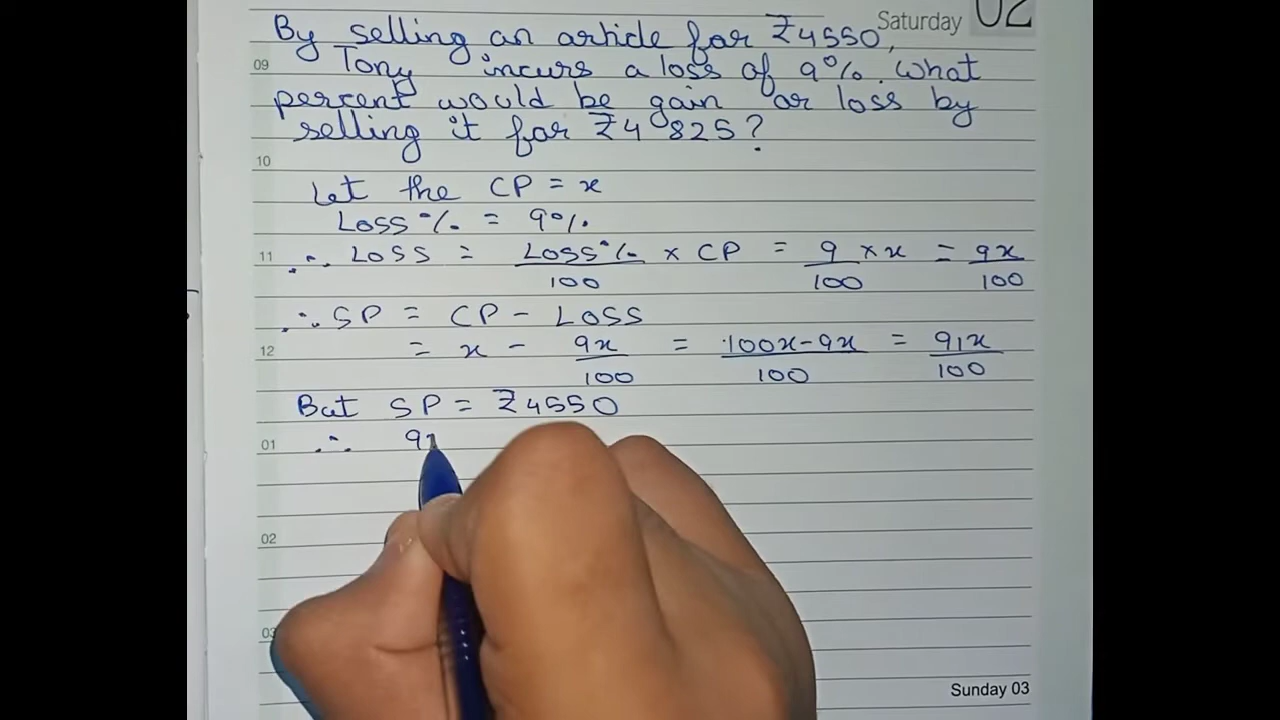 Saturday 02
By selling an article for ₹4550,
09 Tony incurs a loss of 9%. What
percent would be gain or loss by
selling it for ₹4 825?
10
Let the CP = x
Loss % = 9%
11 ∴ Loss = Loss%/100 × CP = 9/100 × x = 9x/100
∴ SP = CP - Loss
12 = x - 9x/100 = 100x-9x/100 = 91x/100
But SP = ₹4550
01 ∴ 91
02
03
Sunday 03